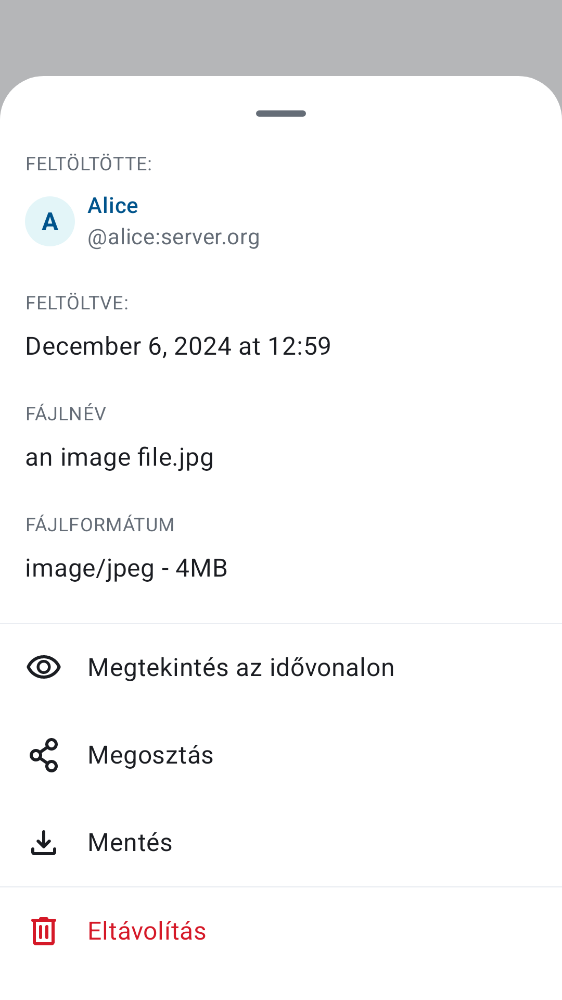 FELTÖLTÖTTE:
A
Alice
@alice:server.org
FELTÖLTVE:
December 6, 2024 at 12:59
FÁJLNÉV
an image file.jpg
FÁJLFORMÁTUM
image/jpeg - 4MB
Megtekintés az idővonalon
Megosztás
Mentés
Eltávolítás